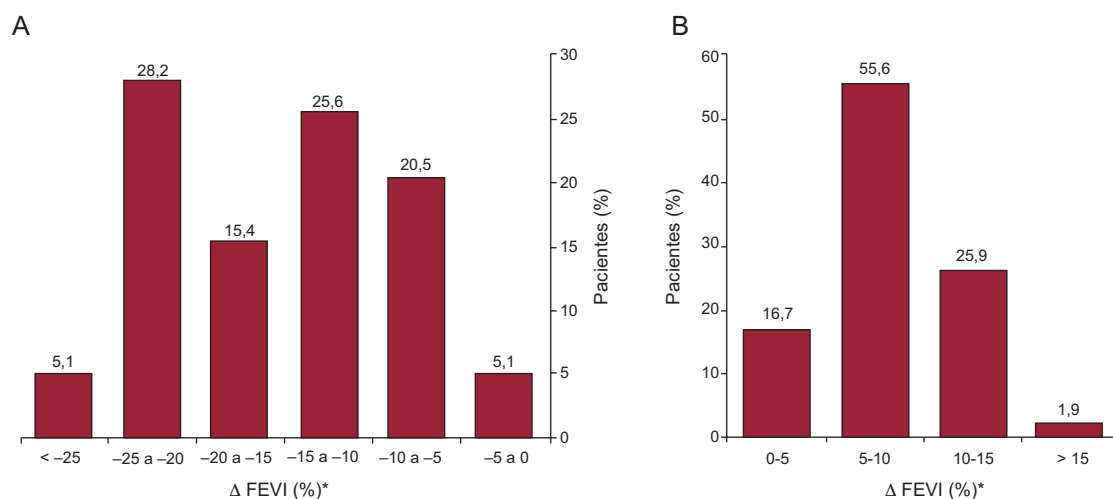 A
28,2
5,1
15,4
25,6
20,5
5,1
30
25
20
15
10
5
0
Pacientes (%)
< –25
–25 a –20
–20 a –15
–15 a –10
–10 a –5
–5 a 0
Δ FEVI (%)*
B
60
50
40
30
20
10
0
Pacientes (%)
16,7
55,6
25,9
1,9
0-5
5-10
10-15
> 15
Δ FEVI (%)*